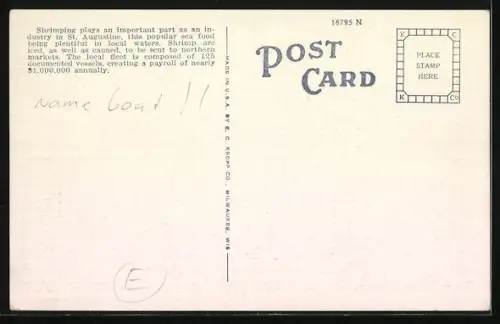 Shrimping plays an important part as an in-
dustry in St. Augustine, this popular sea food
being plentiful in local waters. Shrimp are
iced, as well as canned, to be sent to northern
markets. The local fleet is composed of 125
documented vessels, creating a payroll of nearly
$1,000,000 annually.
name boat !!
E
MADE IN U.S.A. BY E. C. KROPP CO., MILWAUKEE, WIS.
16795 N
POST
CARD
E C
PLACE
STAMP
HERE
K Co